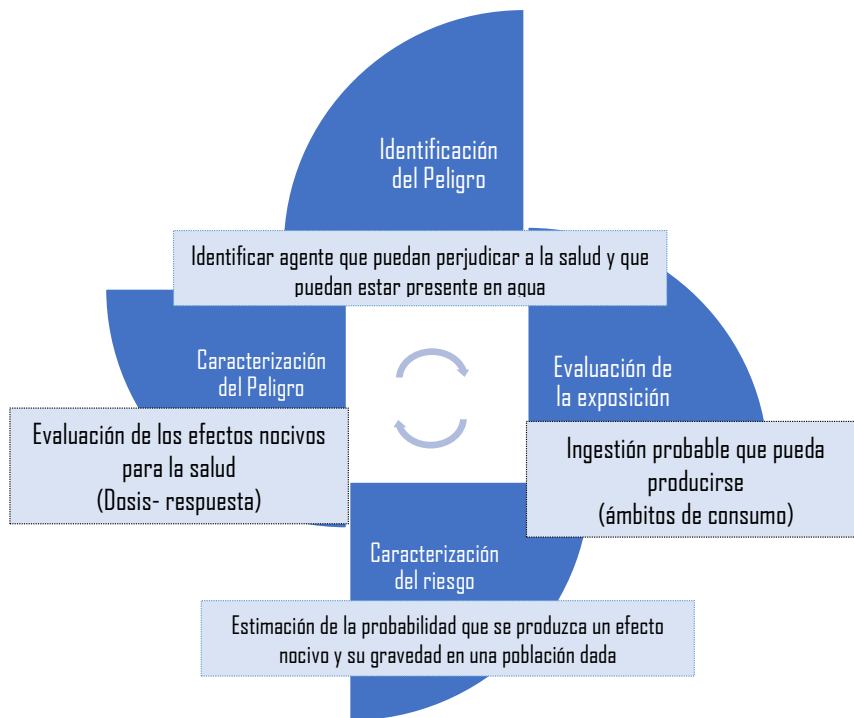 Identificación
del Peligro
Identificar agente que puedan perjudicar a la salud y que
puedan estar presente en agua
Caracterización
del Peligro
Evaluación de los efectos nocivos
para la salud
(Dosis- respuesta)
Evaluación de
la exposición
Ingestión probable que pueda
producirse
(ámbitos de consumo)
Caracterización
del riesgo
Estimación de la probabilidad que se produzca un efecto
nocivo y su gravedad en una población dada